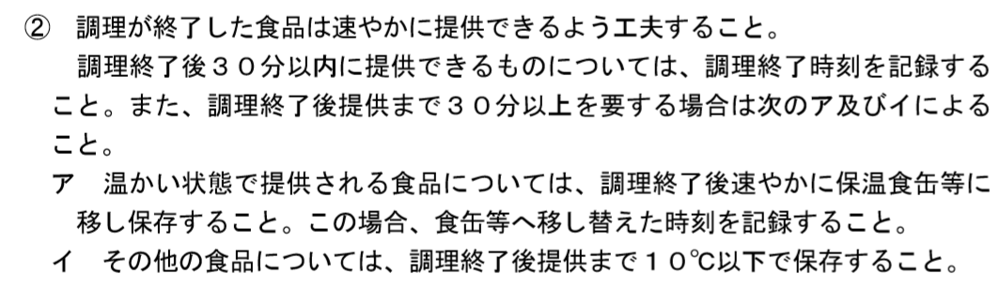 ② 調理が終了した食品は速やかに提供できるよう工夫すること。
調理終了後３０分以内に提供できるものについては、調理終了時刻を記録する
こと。また、調理終了後提供まで３０分以上を要する場合は次のア及びイによる
こと。
ア 温かい状態で提供される食品については、調理終了後速やかに保温食缶等に
移し保存すること。この場合、食缶等へ移し替えた時刻を記録すること。
イ その他の食品については、調理終了後提供まで１０℃以下で保存すること。